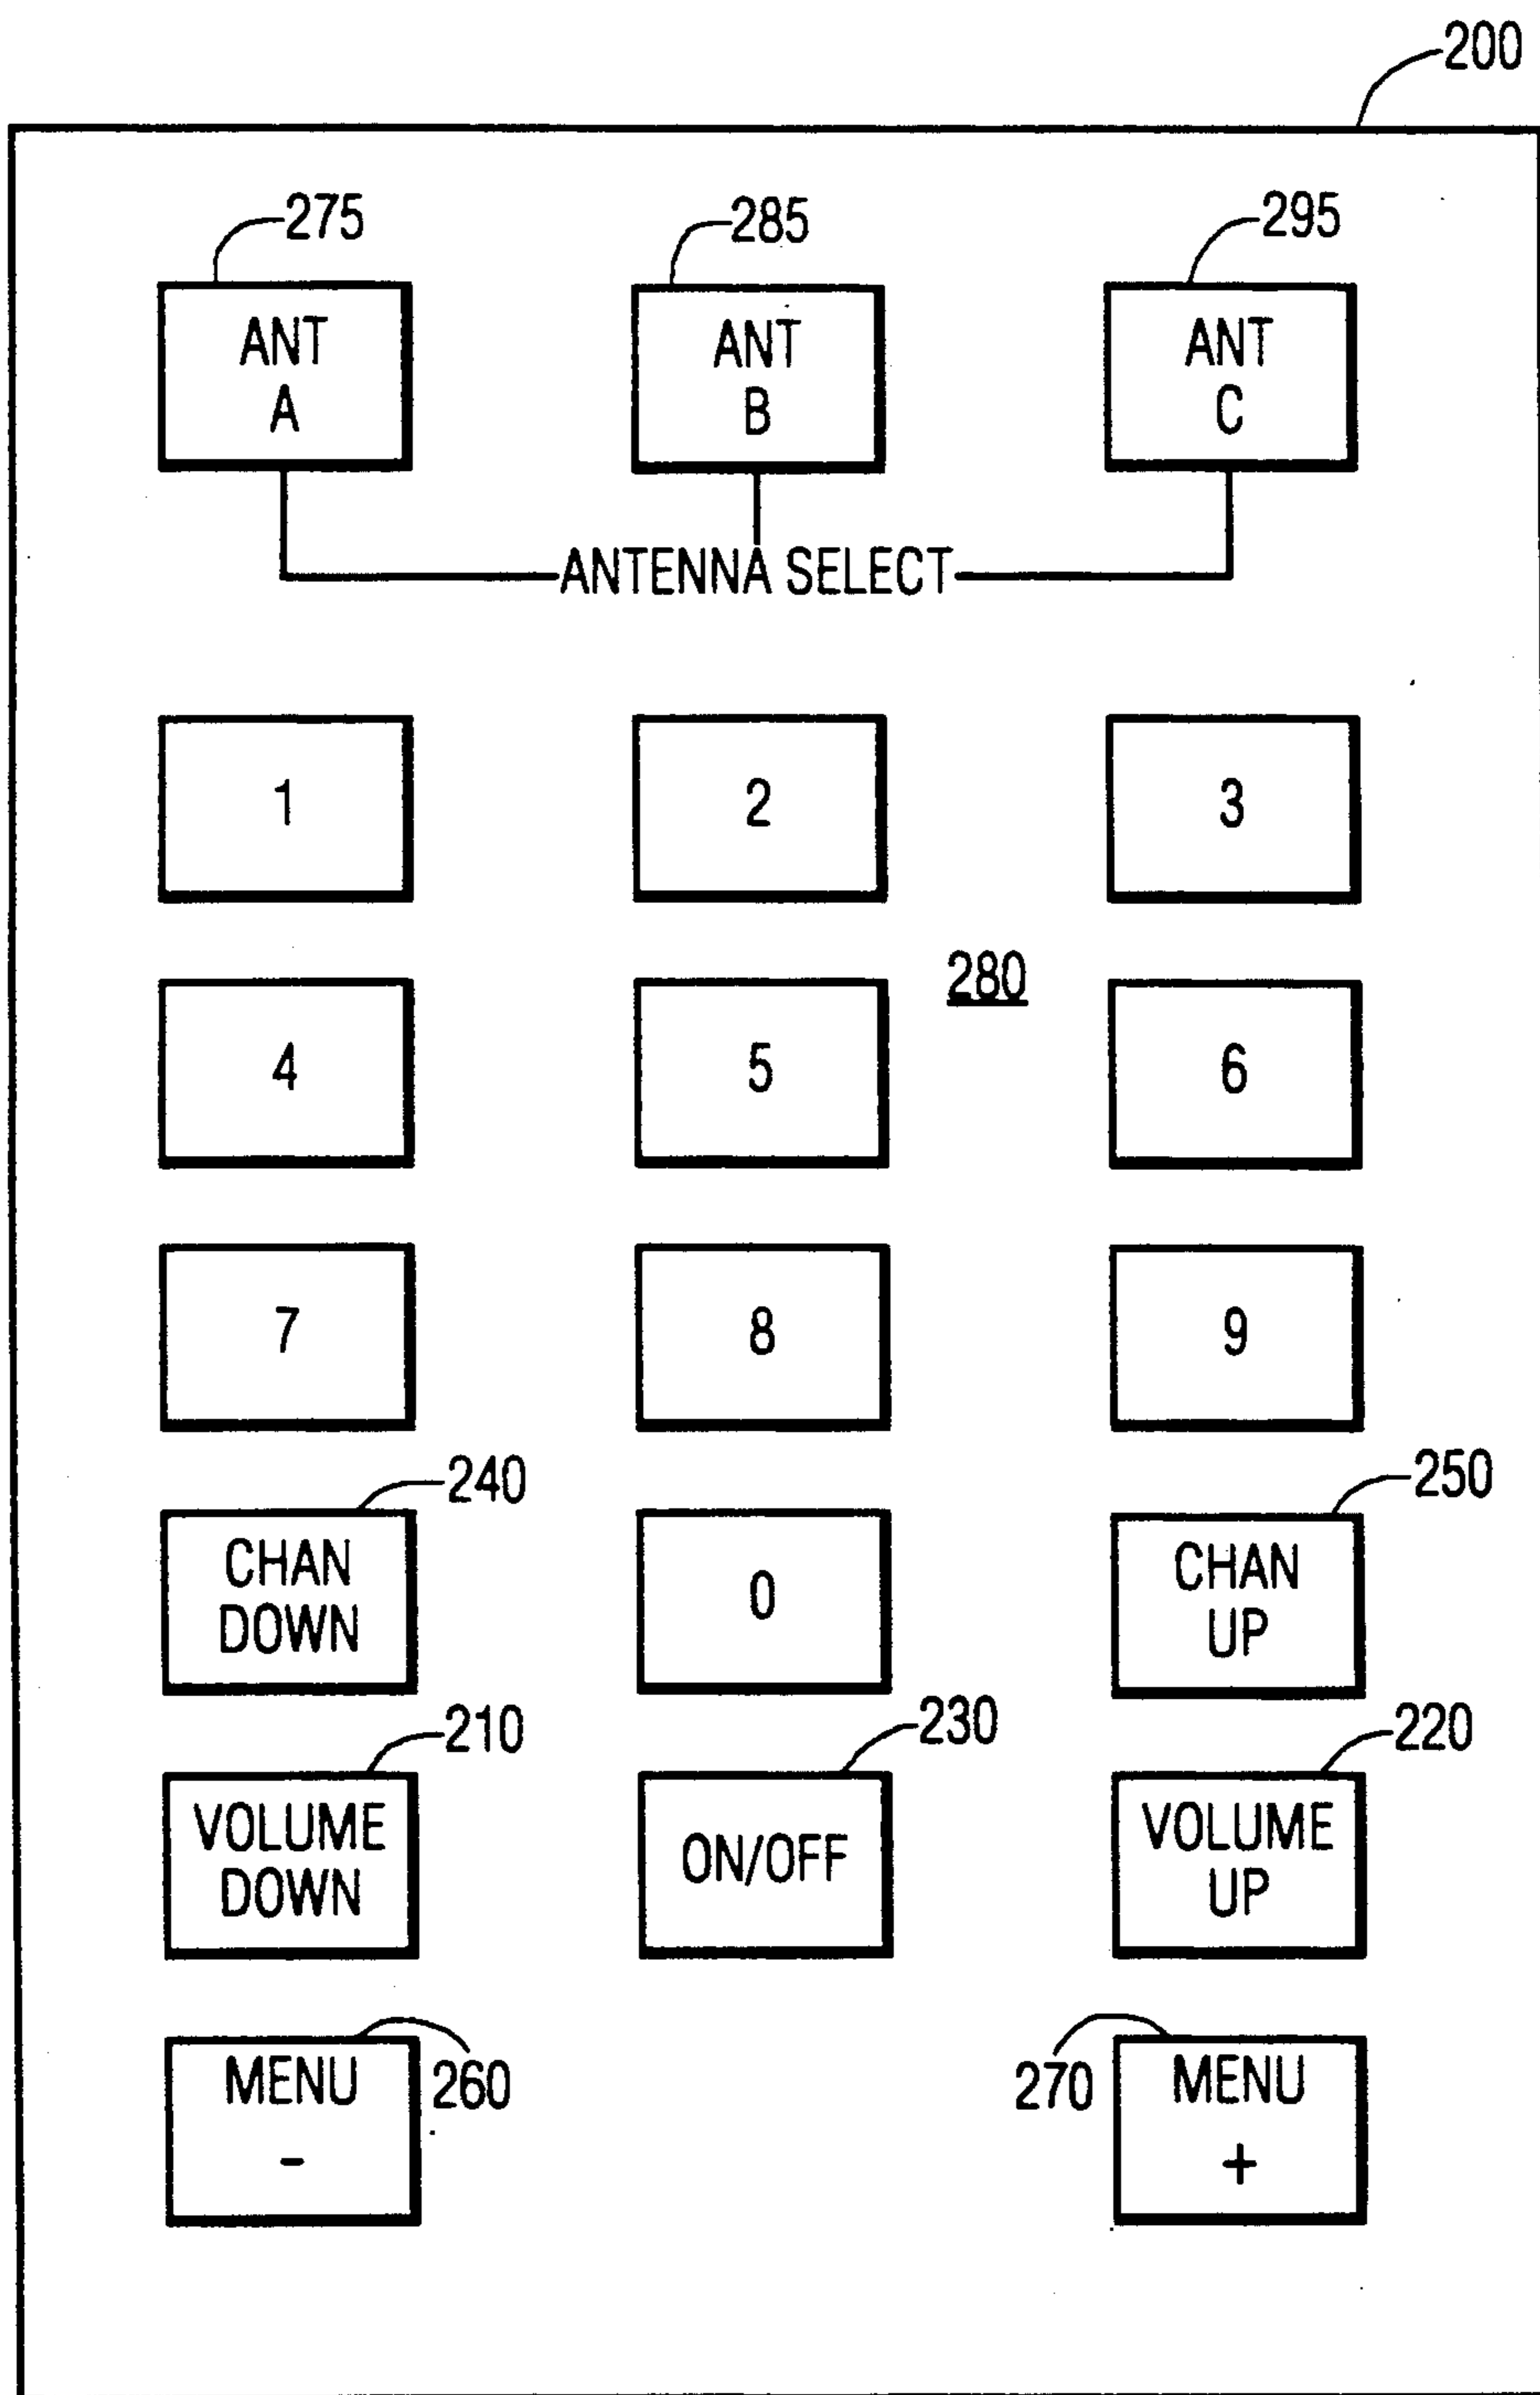 200
275
285
295
ANT
A
ANT
B
ANT
C
ANTENNA SELECT
1
2
3
280
4
5
6
7
8
9
240
250
CHAN
DOWN
0
CHAN
UP
210
230
220
VOLUME
DOWN
ON/OFF
VOLUME
UP
MENU
-
260
270
MENU
+